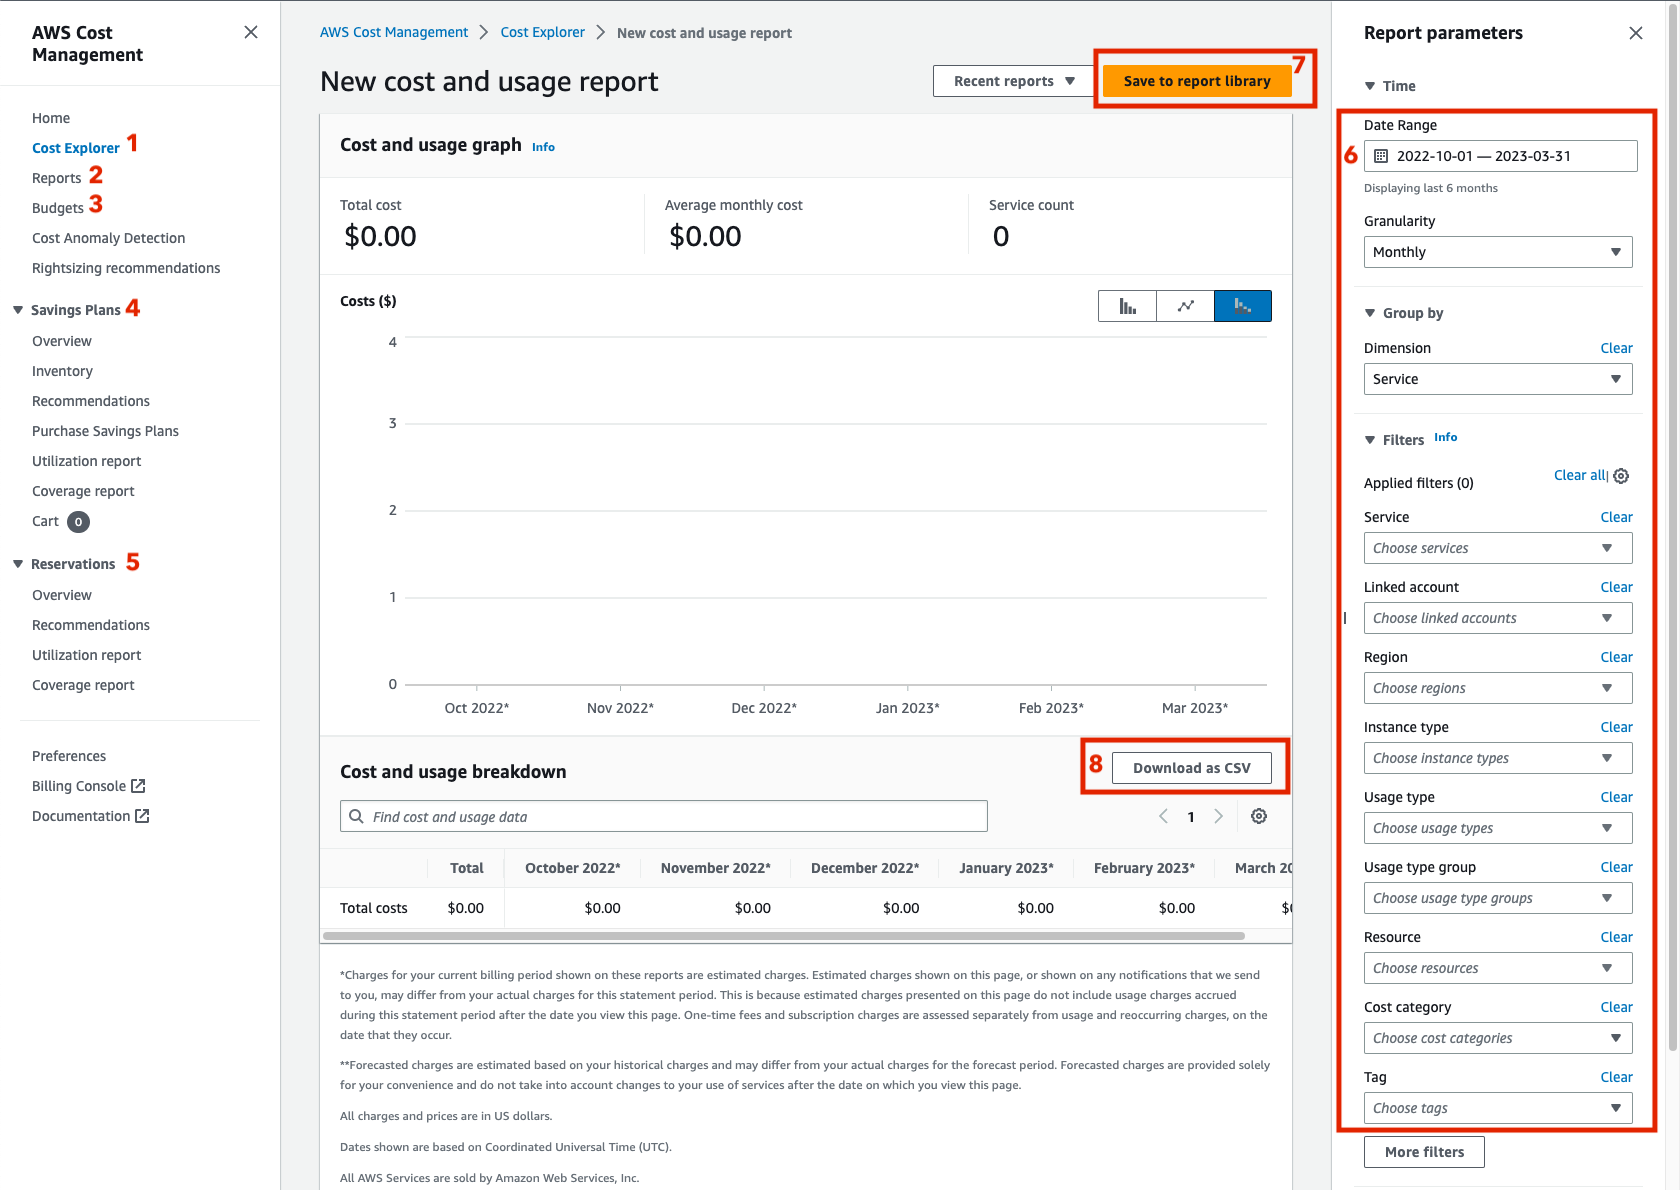 AWS Cost
Management
Home
Cost Explorer 1
Reports 2
Budgets 3
Cost Anomaly Detection
Rightsizing recommendations
Savings Plans 4
Overview
Inventory
Recommendations
Purchase Savings Plans
Utilization report
Coverage report
Cart 0
Reservations 5
Overview
Recommendations
Utilization report
Coverage report
Preferences
Billing Console
Documentation
AWS Cost Management > Cost Explorer > New cost and usage report
New cost and usage report
Recent reports
Save to report library 7
Cost and usage graph Info
Total cost
$0.00
Average monthly cost
$0.00
Service count
0
Costs ($)
4
3
2
1
0
Oct 2022* Nov 2022* Dec 2022* Jan 2023* Feb 2023* Mar 2023*
Cost and usage breakdown
8 Download as CSV
Find cost and usage data
1
Total October 2022* November 2022* December 2022* January 2023* February 2023* March 20
Total costs $0.00 $0.00 $0.00 $0.00 $0.00 $0.00 $
*Charges for your current billing period shown on these reports are estimated charges. Estimated charges shown on this page, or shown on any notifications that we send
to you, may differ from your actual charges for this statement period. This is because estimated charges presented on this page do not include usage charges accrued
during this statement period after the date you view this page. One-time fees and subscription charges are assessed separately from usage and reoccurring charges, on the
date that they occur.
**Forecasted charges are estimated based on your historical charges and may differ from your actual charges for the forecast period. Forecasted charges are provided solely
for your convenience and do not take into account changes to your use of services after the date on which you view this page.
All charges and prices are in US dollars.
Dates shown are based on Coordinated Universal Time (UTC).
All AWS Services are sold by Amazon Web Services, Inc.
Report parameters
Time
Date Range
6 2022-10-01 — 2023-03-31
Displaying last 6 months
Granularity
Monthly
Group by
Dimension Clear
Service
Filters Info
Applied filters (0) Clear all|
Service Clear
Choose services
Linked account Clear
Choose linked accounts
Region Clear
Choose regions
Instance type Clear
Choose instance types
Usage type Clear
Choose usage types
Usage type group Clear
Choose usage type groups
Resource Clear
Choose resources
Cost category Clear
Choose cost categories
Tag Clear
Choose tags
More filters